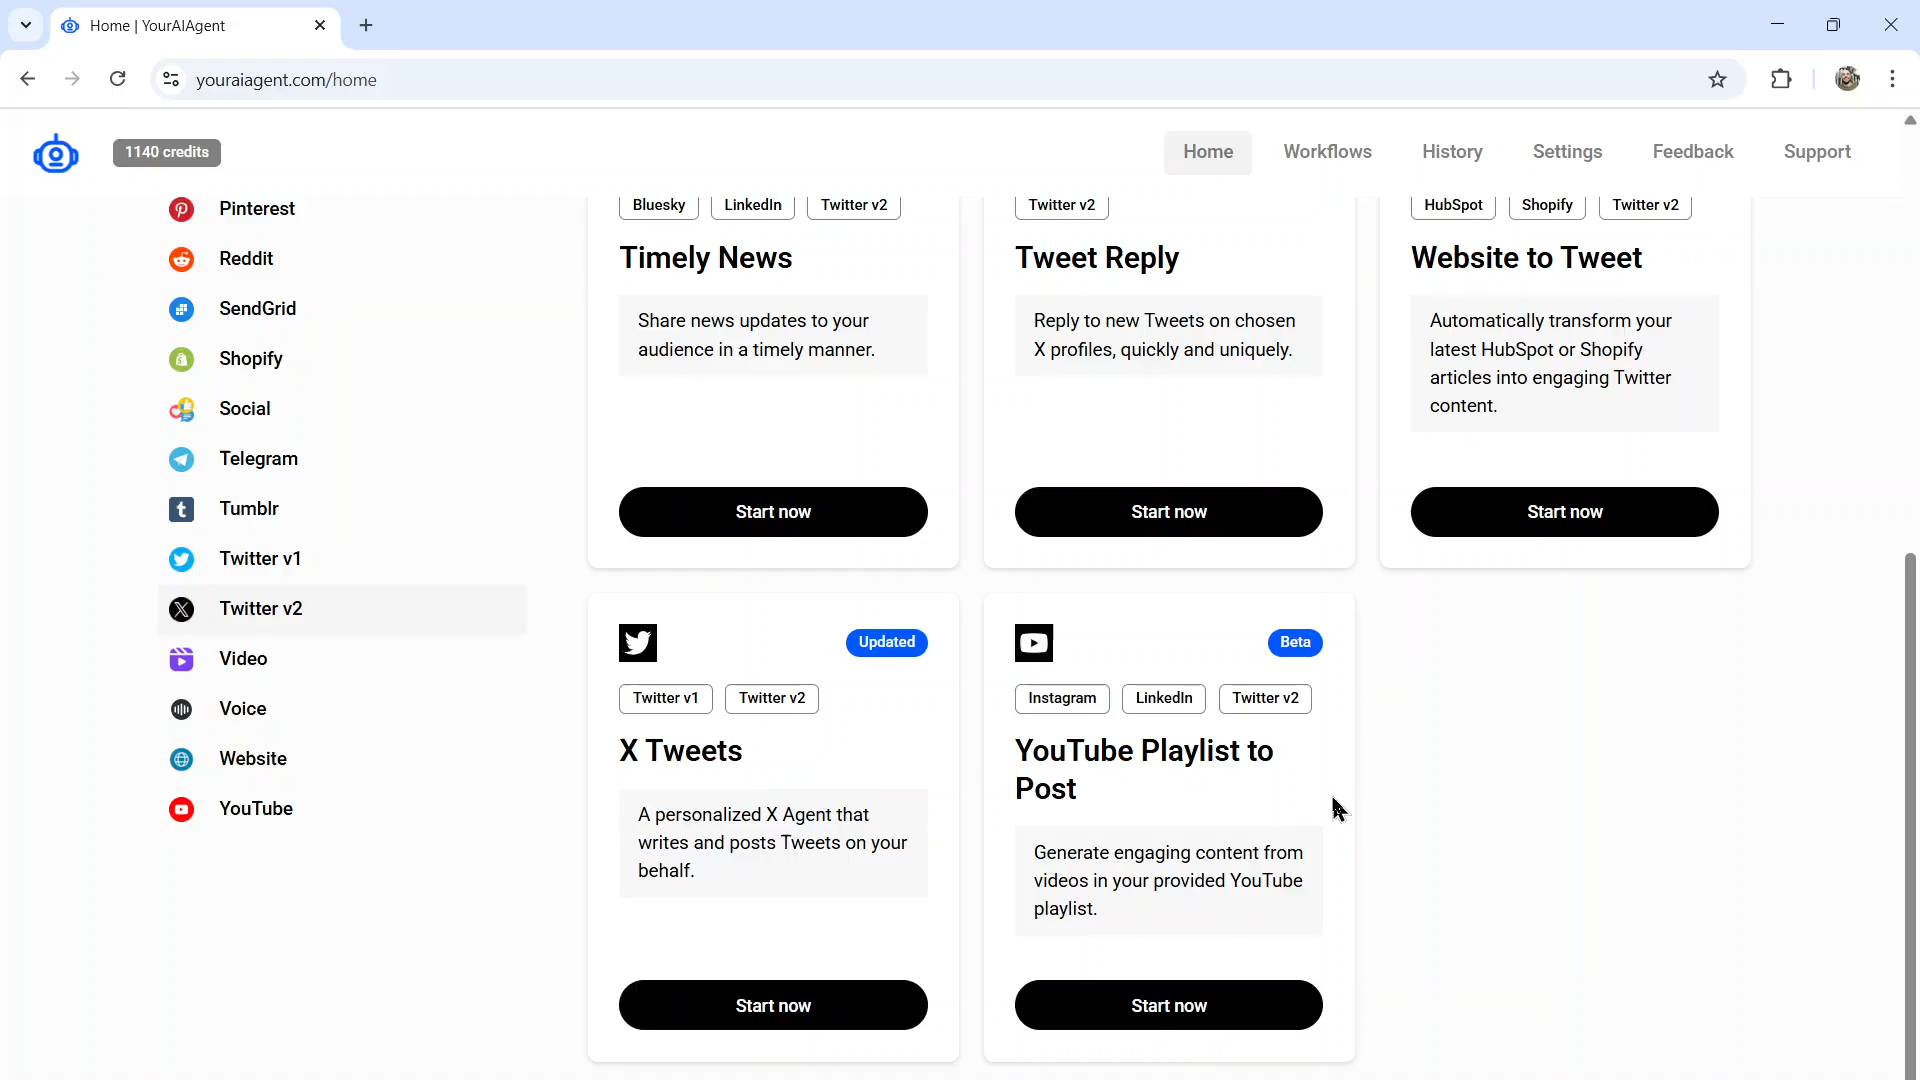 Home | YourAIAgent
youraiagent.com/home
1140 credits
Home
Workflows
History
Settings
Feedback
Support
Pinterest
Reddit
SendGrid
Shopify
Social
Telegram
Tumblr
Twitter v1
Twitter v2
Video
Voice
Website
YouTube
Bluesky
LinkedIn
Twitter v2
Timely News
Share news updates to your
audience in a timely manner.
Start now
Twitter v2
Tweet Reply
Reply to new Tweets on chosen
X profiles, quickly and uniquely.
Start now
HubSpot
Shopify
Twitter v2
Website to Tweet
Automatically transform your
latest HubSpot or Shopify
articles into engaging Twitter
content.
Start now
Updated
Twitter v1
Twitter v2
X Tweets
A personalized X Agent that
writes and posts Tweets on your
behalf.
Start now
Beta
Instagram
LinkedIn
Twitter v2
YouTube Playlist to
Post
Generate engaging content from
videos in your provided YouTube
playlist.
Start now